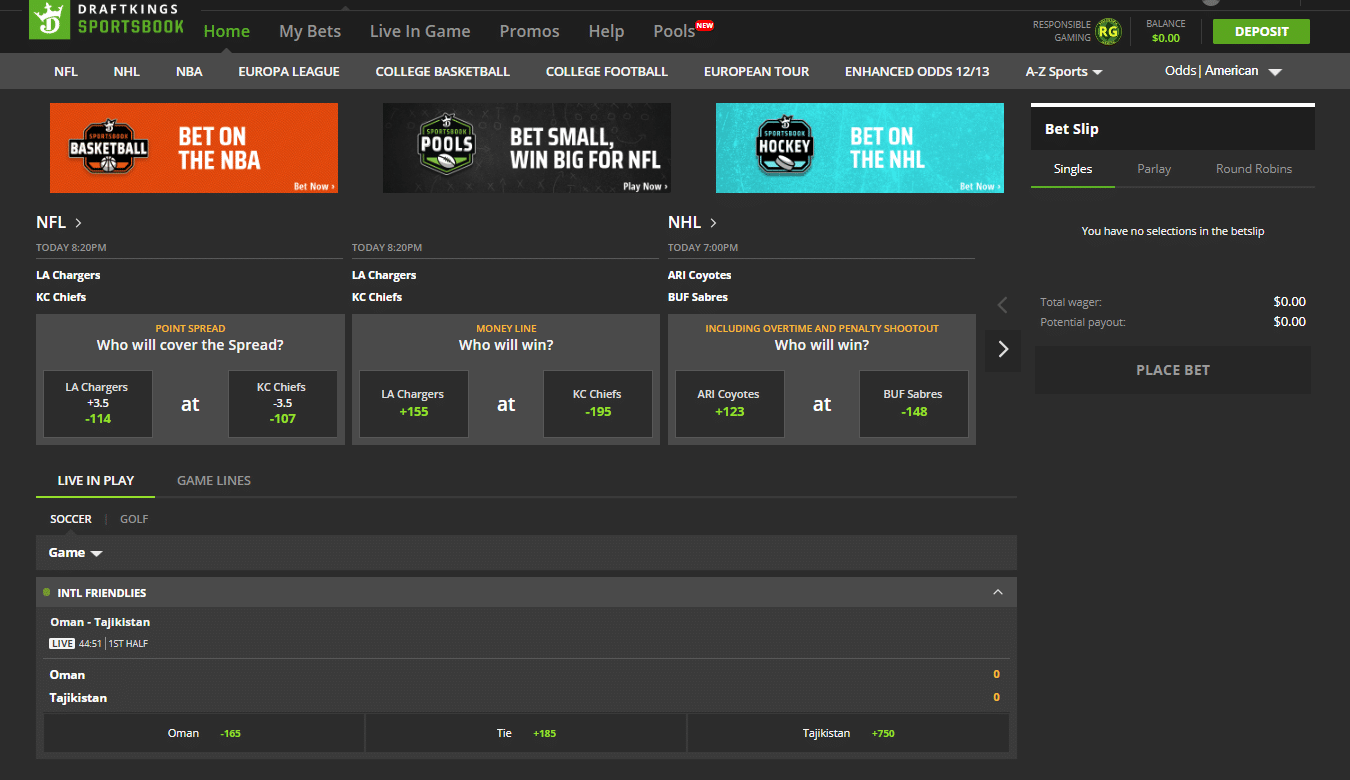 DRAFTKINGS
SPORTSBOOK
Home My Bets Live In Game Promos Help Pools NEW
RESPONSIBLE
GAMING
RG
BALANCE
$0.00
DEPOSIT
NFL NHL NBA EUROPA LEAGUE COLLEGE BASKETBALL COLLEGE FOOTBALL EUROPEAN TOUR ENHANCED ODDS 12/13 A-Z Sports Odds | American
SPORTSBOOK
BASKETBALL
BET ON
THE NBA
Bet Now ›
SPORTSBOOK
POOLS
BET SMALL,
WIN BIG FOR NFL
Play Now ›
SPORTSBOOK
HOCKEY
BET ON
THE NHL
Bet Now ›
Bet Slip
Singles Parlay Round Robins
You have no selections in the betslip
Total wager: $0.00
Potential payout: $0.00
PLACE BET
NFL >
TODAY 8:20PM
LA Chargers
KC Chiefs
POINT SPREAD
Who will cover the Spread?
LA Chargers
+3.5
-114
at
KC Chiefs
-3.5
-107
TODAY 8:20PM
LA Chargers
KC Chiefs
MONEY LINE
Who will win?
LA Chargers
+155
at
KC Chiefs
-195
NHL >
TODAY 7:00PM
ARI Coyotes
BUF Sabres
INCLUDING OVERTIME AND PENALTY SHOOTOUT
Who will win?
ARI Coyotes
+123
at
BUF Sabres
-148
LIVE IN PLAY GAME LINES
SOCCER | GOLF
Game
INTL FRIENDLIES
Oman - Tajikistan
LIVE 44:51 | 1ST HALF
Oman 0
Tajikistan 0
Oman -165 Tie +185 Tajikistan +750